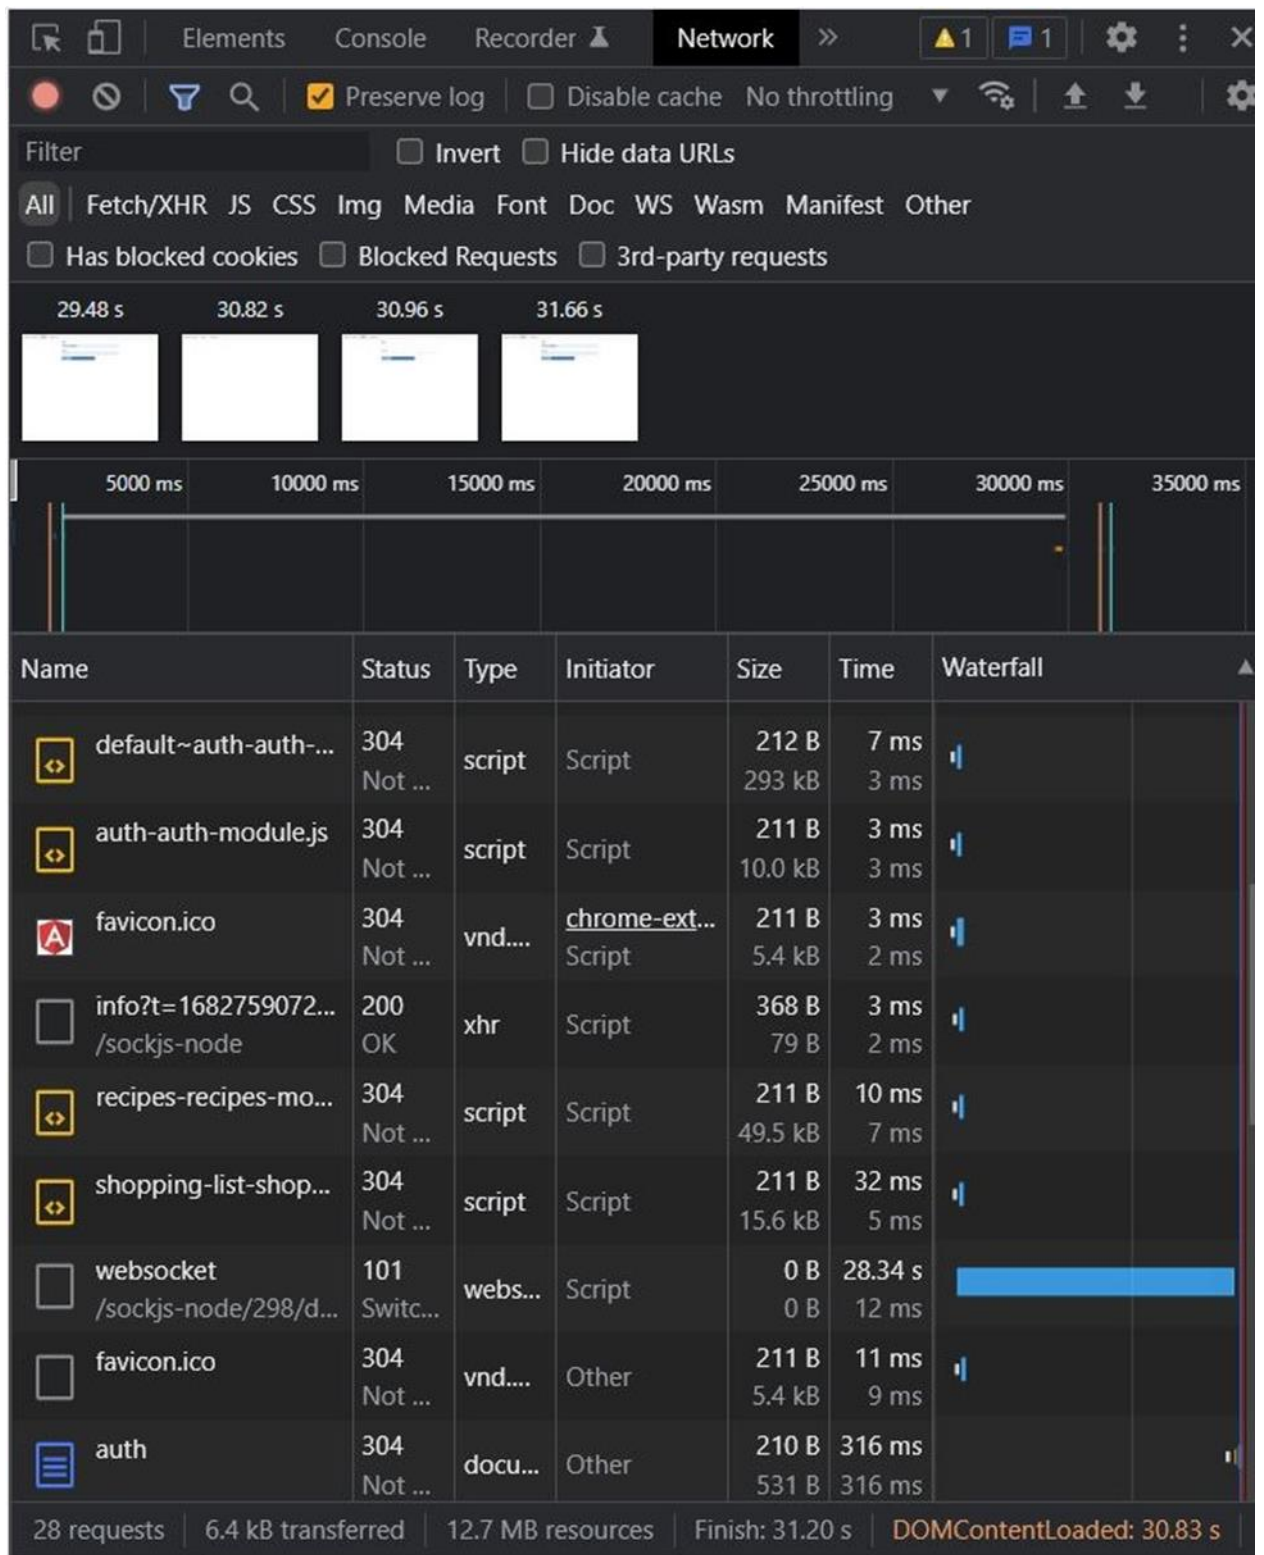 Elements Console Recorder Network 1 1
Preserve log Disable cache No throttling
Filter Invert Hide data URLs
All Fetch/XHR JS CSS Img Media Font Doc WS Wasm Manifest Other
Has blocked cookies Blocked Requests 3rd-party requests
29.48 s 30.82 s 30.96 s 31.66 s
5000 ms 10000 ms 15000 ms 20000 ms 25000 ms 30000 ms 35000 ms
Name Status Type Initiator Size Time Waterfall
default~auth-auth-... 304 script Script 212 B 7 ms
Not ... 293 kB 3 ms
auth-auth-module.js 304 script Script 211 B 3 ms
Not ... 10.0 kB 3 ms
favicon.ico 304 vnd.... chrome-ext... 211 B 3 ms
Not ... Script 5.4 kB 2 ms
info?t=1682759072... 200 xhr Script 368 B 3 ms
/sockjs-node OK 79 B 2 ms
recipes-recipes-mo... 304 script Script 211 B 10 ms
Not ... 49.5 kB 7 ms
shopping-list-shop... 304 script Script 211 B 32 ms
Not ... 15.6 kB 5 ms
websocket 101 webs... Script 0 B 28.34 s
/sockjs-node/298/d... Switc... 0 B 12 ms
favicon.ico 304 vnd.... Other 211 B 11 ms
Not ... 5.4 kB 9 ms
auth 304 docu... Other 210 B 316 ms
Not ... 531 B 316 ms
28 requests 6.4 kB transferred 12.7 MB resources Finish: 31.20 s DOMContentLoaded: 30.83 s